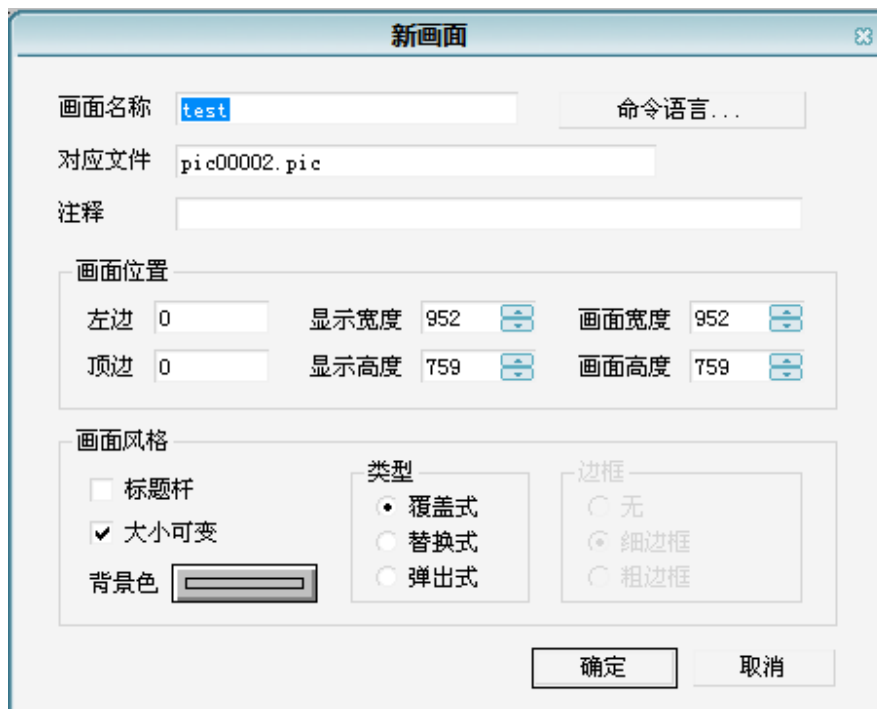 新画面
画面名称 test 命令语言...
对应文件 pic00002.pic
注释
画面位置
左边 0 显示宽度 952 画面宽度 952
顶边 0 显示高度 759 画面高度 759
画面风格
标题杆 类型 边框
大小可变 覆盖式 无
替换式 细边框
背景色 弹出式 粗边框
确定 取消